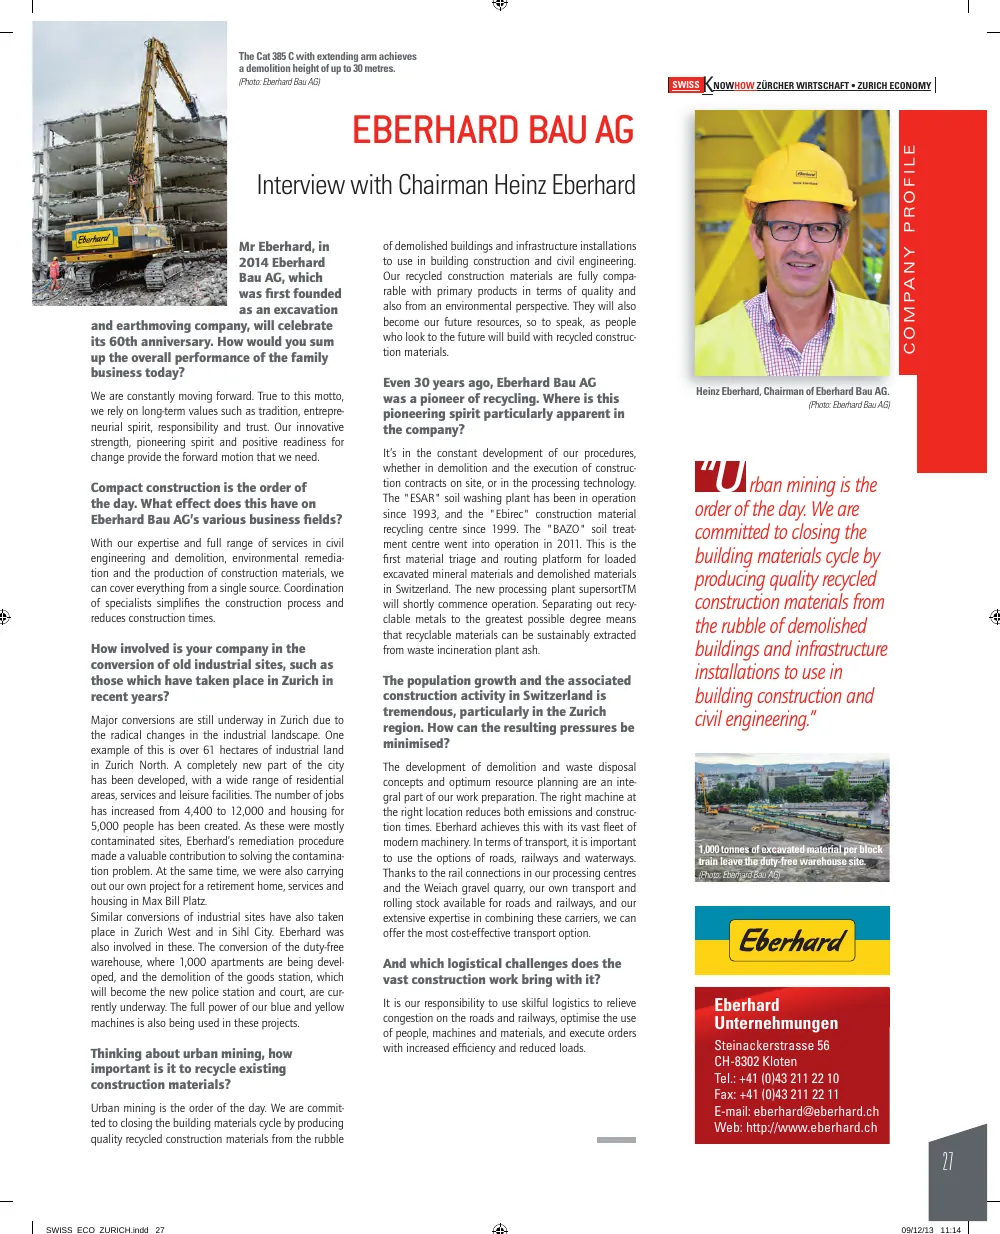 The Cat 385 C with extending arm achieves
a demolition height of up to 30 metres.
(Photo: Eberhard Bau AG)
SWISS KNOWHOW ZÜRCHER WIRTSCHAFT • ZURICH ECONOMY
EBERHARD BAU AG
Interview with Chairman Heinz Eberhard
Eberhard
Mr Eberhard, in
2014 Eberhard
Bau AG, which
was first founded
as an excavation
and earthmoving company, will celebrate
its 60th anniversary. How would you sum
up the overall performance of the family
business today?
We are constantly moving forward. True to this motto,
we rely on long-term values such as tradition, entrepre-
neurial spirit, responsibility and trust. Our innovative
strength, pioneering spirit and positive readiness for
change provide the forward motion that we need.
Compact construction is the order of
the day. What effect does this have on
Eberhard Bau AG's various business fields?
With our expertise and full range of services in civil
engineering and demolition, environmental remedia-
tion and the production of construction materials, we
can cover everything from a single source. Coordination
of specialists simplifies the construction process and
reduces construction times.
How involved is your company in the
conversion of old industrial sites, such as
those which have taken place in Zurich in
recent years?
Major conversions are still underway in Zurich due to
the radical changes in the industrial landscape. One
example of this is over 61 hectares of industrial land
in Zurich North. A completely new part of the city
has been developed, with a wide range of residential
areas, services and leisure facilities. The number of jobs
has increased from 4,400 to 12,000 and housing for
5,000 people has been created. As these were mostly
contaminated sites, Eberhard's remediation procedure
made a valuable contribution to solving the contamina-
tion problem. At the same time, we were also carrying
out our own project for a retirement home, services and
housing in Max Bill Platz.
Similar conversions of industrial sites have also taken
place in Zurich West and in Sihl City. Eberhard was
also involved in these. The conversion of the duty-free
warehouse, where 1,000 apartments are being devel-
oped, and the demolition of the goods station, which
will become the new police station and court, are cur-
rently underway. The full power of our blue and yellow
machines is also being used in these projects.
Thinking about urban mining, how
important is it to recycle existing
construction materials?
Urban mining is the order of the day. We are commit-
ted to closing the building materials cycle by producing
quality recycled construction materials from the rubble
of demolished buildings and infrastructure installations
to use in building construction and civil engineering.
Our recycled construction materials are fully compa-
rable with primary products in terms of quality and
also from an environmental perspective. They will also
become our future resources, so to speak, as people
who look to the future will build with recycled construc-
tion materials.
Even 30 years ago, Eberhard Bau AG
was a pioneer of recycling. Where is this
pioneering spirit particularly apparent in
the company?
It's in the constant development of our procedures,
whether in demolition and the execution of construc-
tion contracts on site, or in the processing technology.
The "ESAR" soil washing plant has been in operation
since 1993, and the "Ebirec" construction material
recycling centre since 1999. The "BAZO" soil treat-
ment centre went into operation in 2011. This is the
first material triage and routing platform for loaded
excavated mineral materials and demolished materials
in Switzerland. The new processing plant supersortTM
will shortly commence operation. Separating out recy-
clable metals to the greatest possible degree means
that recyclable materials can be sustainably extracted
from waste incineration plant ash.
The population growth and the associated
construction activity in Switzerland is
tremendous, particularly in the Zurich
region. How can the resulting pressures be
minimised?
The development of demolition and waste disposal
concepts and optimum resource planning are an inte-
gral part of our work preparation. The right machine at
the right location reduces both emissions and construc-
tion times. Eberhard achieves this with its vast fleet of
modern machinery. In terms of transport, it is important
to use the options of roads, railways and waterways.
Thanks to the rail connections in our processing centres
and the Weiach gravel quarry, our own transport and
rolling stock available for roads and railways, and our
extensive expertise in combining these carriers, we can
offer the most cost-effective transport option.
And which logistical challenges does the
vast construction work bring with it?
It is our responsibility to use skilful logistics to relieve
congestion on the roads and railways, optimise the use
of people, machines and materials, and execute orders
with increased efficiency and reduced loads.
COMPANY PROFILE
Heinz Eberhard, Chairman of Eberhard Bau AG.
(Photo: Eberhard Bau AG)
"Urban mining is the
order of the day. We are
committed to closing the
building materials cycle by
producing quality recycled
construction materials from
the rubble of demolished
buildings and infrastructure
installations to use in
building construction and
civil engineering."
1,000 tonnes of excavated material per block
train leave the duty-free warehouse site.
(Photo: Eberhard Bau AG)
Eberhard
Eberhard
Unternehmungen
Steinackerstrasse 56
CH-8302 Kloten
Tel.: +41 (0)43 211 22 10
Fax: +41 (0)43 211 22 11
E-mail: eberhard@eberhard.ch
Web: http://www.eberhard.ch
27
SWISS_ECO_ZURICH.indd 27
09/12/13 11:14